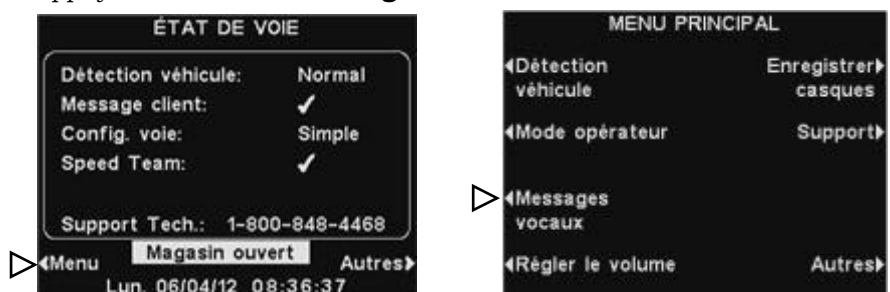 ÉTAT DE VOIE
Détection véhicule: Normal
Message client: ✓
Config. voie: Simple
Speed Team: ✓
Support Tech.: 1-800-848-4468
Magasin ouvert
◂Menu Autres▸
Lun. 06/04/12 08:36:37
MENU PRINCIPAL
◂Détection
véhicule
Enregistrer▸
casques
◂Mode opérateur Support▸
◂Messages
vocaux
◂Régler le volume Autres▸